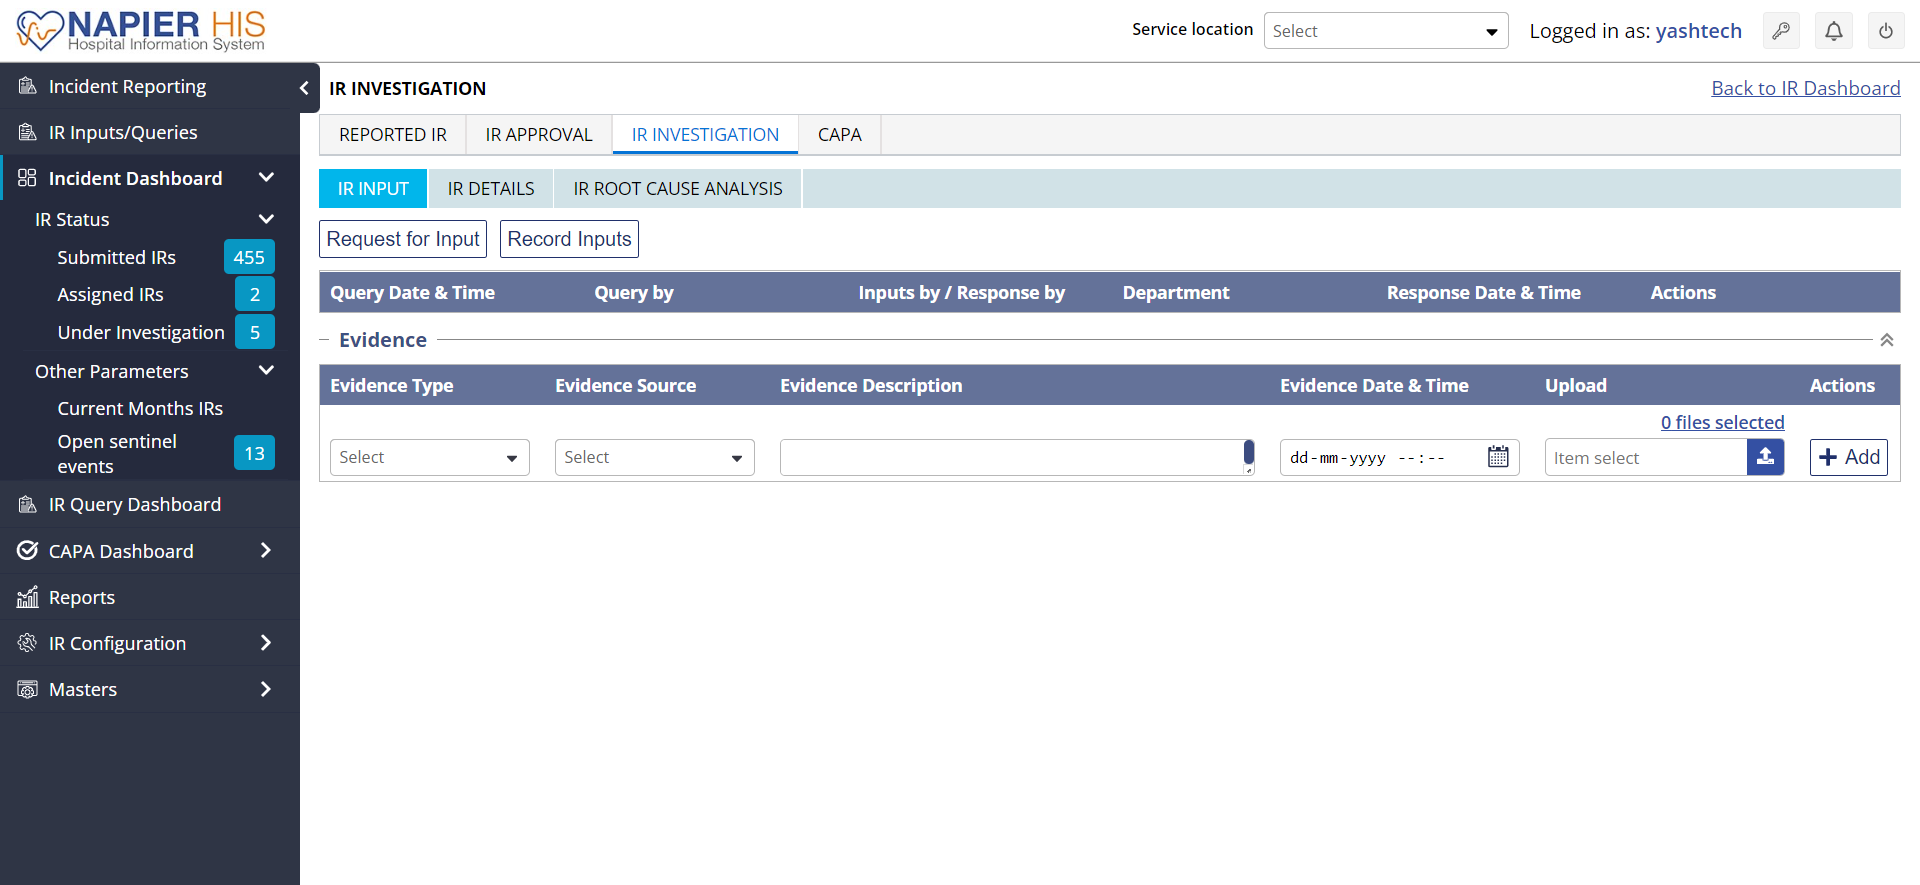 NAPIER HIS
Hospital Information System
Service location
Select
Logged in as: yashtech
Incident Reporting
IR Inputs/Queries
Incident Dashboard
IR Status
Submitted IRs 455
Assigned IRs 2
Under Investigation 5
Other Parameters
Current Months IRs
Open sentinel
events
13
IR Query Dashboard
CAPA Dashboard
Reports
IR Configuration
Masters
IR INVESTIGATION
Back to IR Dashboard
REPORTED IR IR APPROVAL IR INVESTIGATION CAPA
IR INPUT IR DETAILS IR ROOT CAUSE ANALYSIS
Request for Input Record Inputs
Query Date & Time Query by Inputs by / Response by Department Response Date & Time Actions
Evidence
Evidence Type Evidence Source Evidence Description Evidence Date & Time Upload Actions
0 files selected
Select Select dd-mm-yyyy --:-- Item select Add